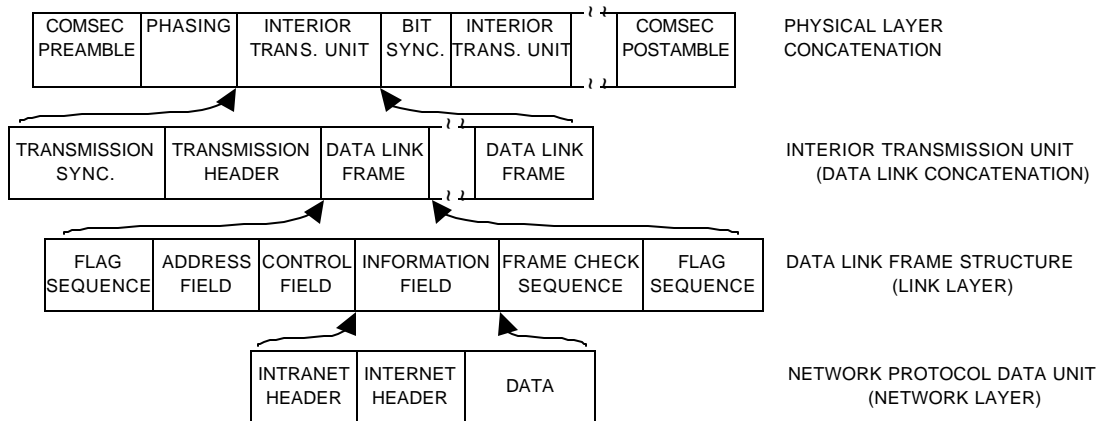 COMSEC PREAMBLE
PHASING
INTERIOR TRANS. UNIT
BIT SYNC.
INTERIOR TRANS. UNIT
COMSEC POSTAMBLE
PHYSICAL LAYER
CONCATENATION
TRANSMISSION SYNC.
TRANSMISSION HEADER
DATA LINK FRAME
DATA LINK FRAME
INTERIOR TRANSMISSION UNIT
(DATA LINK CONCATENATION)
FLAG SEQUENCE
ADDRESS FIELD
CONTROL FIELD
INFORMATION FIELD
FRAME CHECK SEQUENCE
FLAG SEQUENCE
DATA LINK FRAME STRUCTURE
(LINK LAYER)
INTRANET HEADER
INTERNET HEADER
DATA
NETWORK PROTOCOL DATA UNIT
(NETWORK LAYER)